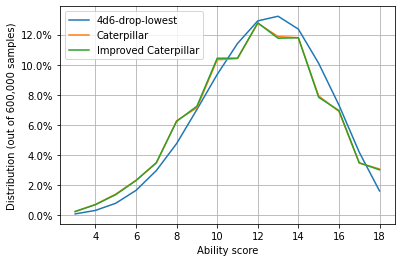 4d6-drop-lowest
Caterpillar
Improved Caterpillar
12.0%
10.0%
8.0%
6.0%
4.0%
2.0%
0.0%
Distribution (out of 600,000 samples)
4 6 8 10 12 14 16 18
Ability score